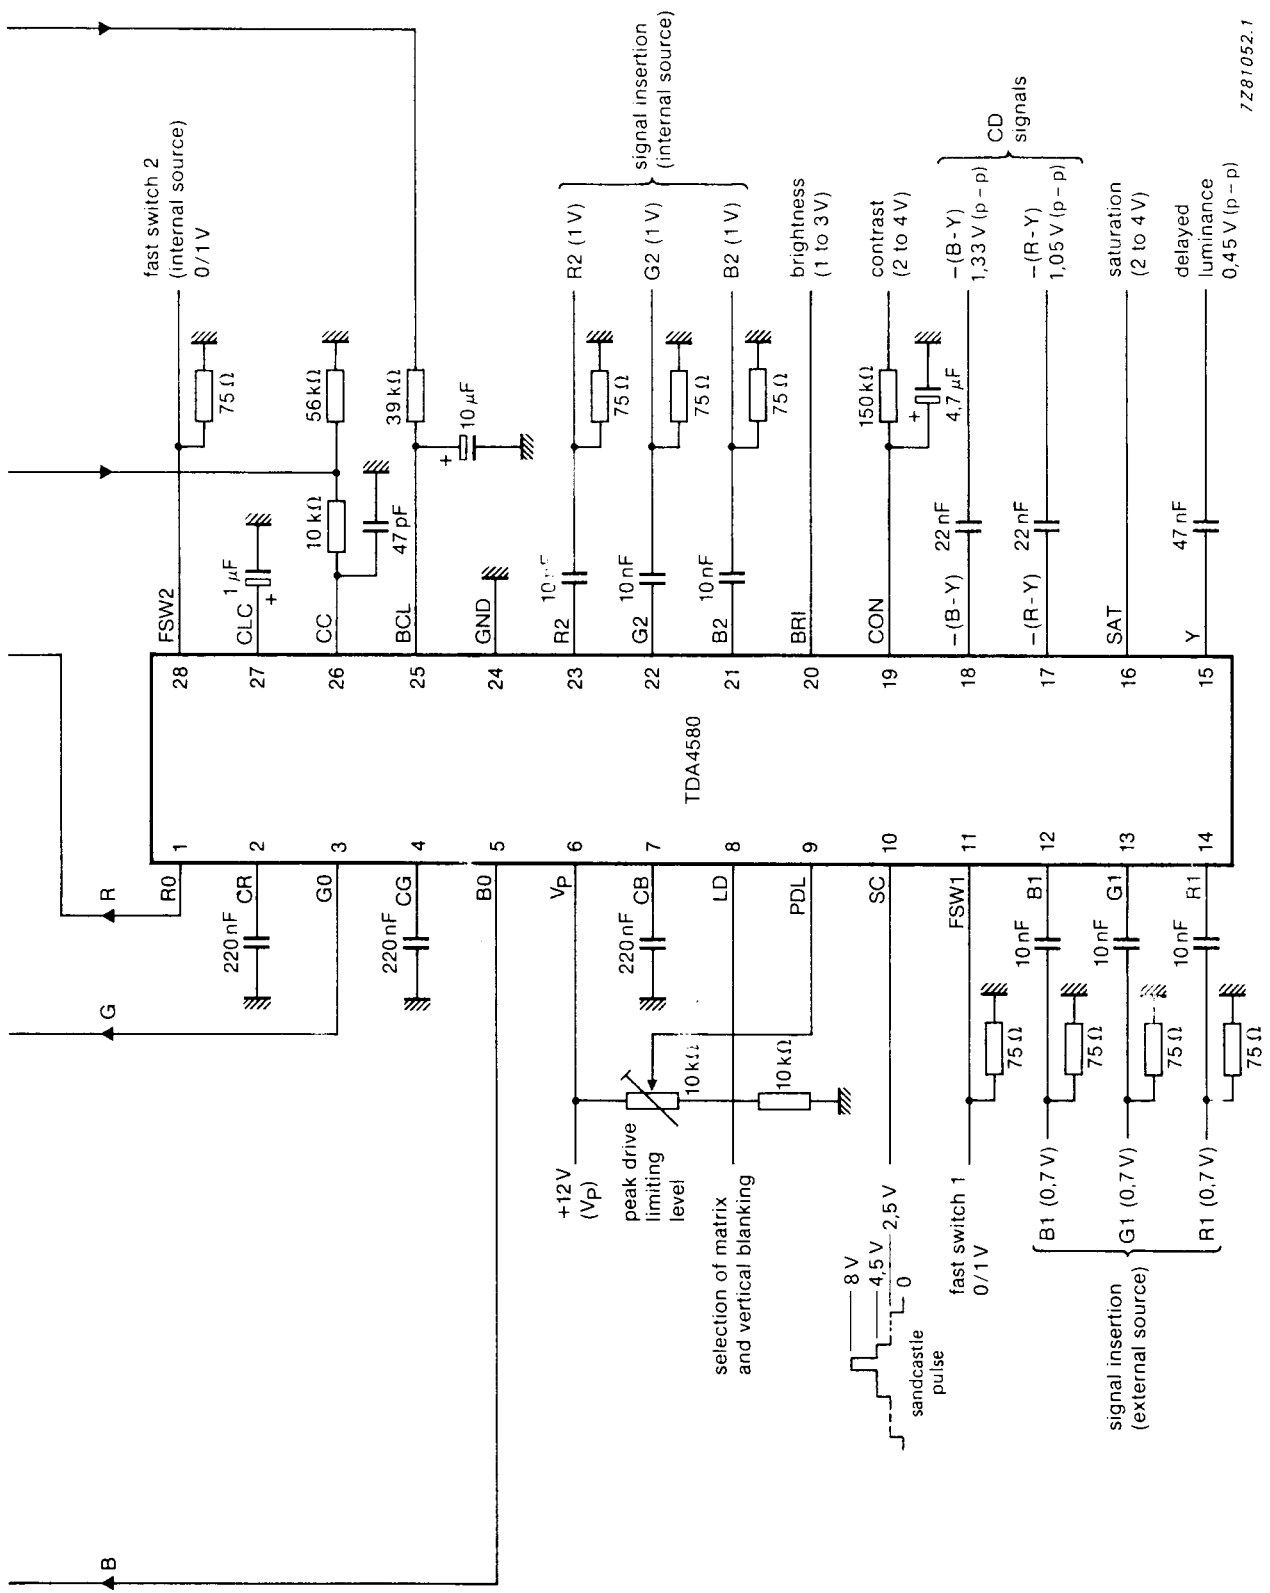 fast switch 2
(internal source)
0/1 V
75 Ω
FSW2
28
1 µF
+
CLC
27
56 kΩ
10 kΩ
47 pF
CC
26
39 kΩ
10 µF
+
BCL
25
GND
24
signal insertion
(internal source)
R2 (1 V)
75 Ω
10 nF
R2
23
G2 (1 V)
75 Ω
10 nF
G2
22
B2 (1 V)
75 Ω
10 nF
B2
21
brightness
(1 to 3 V)
BRI
20
contrast
(2 to 4 V)
150 kΩ
+
4,7 µF
CON
19
CD
signals
–(B-Y)
1,33 V (p–p)
22 nF
–(B-Y)
18
–(R-Y)
1,05 V (p–p)
22 nF
–(R-Y)
17
saturation
(2 to 4 V)
SAT
16
delayed
luminance
0,45 V (p–p)
47 nF
Y
15
7Z81052.1
TDA4580
R
1
R0
2
CR
220 nF
G
3
G0
4
CG
220 nF
B
5
B0
6
VP
+12 V
(VP)
7
CB
220 nF
10 kΩ
peak drive
limiting
level
8
LD
10 kΩ
selection of matrix
and vertical blanking
9
PDL
10
SC
8 V
4,5 V
2,5 V
0
sandcastle
pulse
11
FSW1
75 Ω
fast switch 1
0/1 V
12
B1
10 nF
75 Ω
B1 (0,7 V)
13
G1
10 nF
75 Ω
G1 (0,7 V)
14
R1
10 nF
75 Ω
R1 (0,7 V)
signal insertion
(external source)